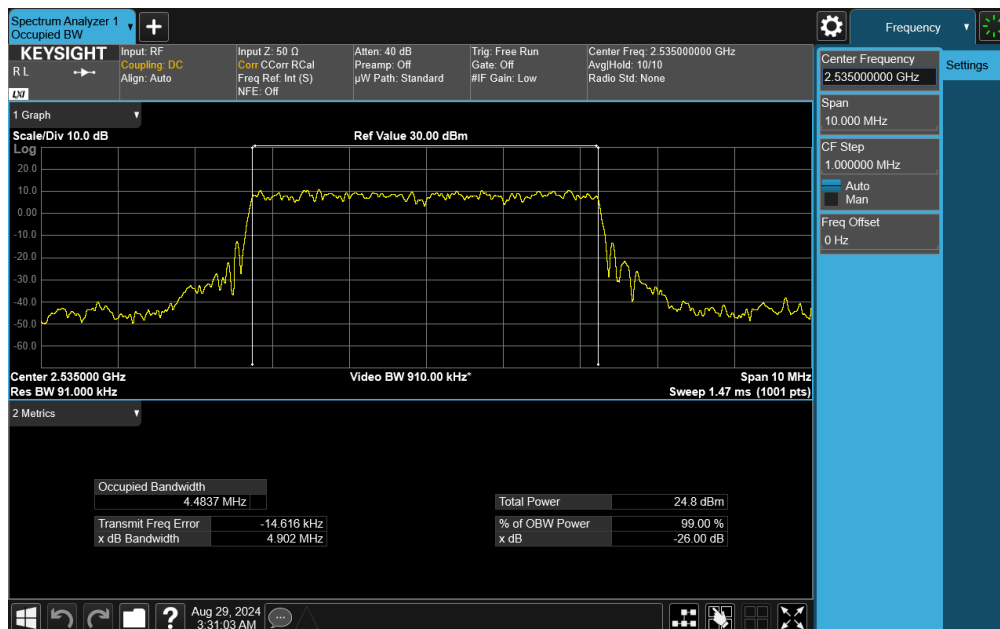 Spectrum Analyzer 1
Occupied BW
Frequency
KEYSIGHT
R L
LXI
Input: RF
Coupling: DC
Align: Auto
Input Z: 50 Ω
Corr CCorr RCal
Freq Ref: Int (S)
NFE: Off
Atten: 40 dB
Preamp: Off
µW Path: Standard
Trig: Free Run
Gate: Off
#IF Gain: Low
Center Freq: 2.535000000 GHz
Avg|Hold: 10/10
Radio Std: None
Center Frequency
2.535000000 GHz
Settings
Span
10.000 MHz
CF Step
1.000000 MHz
Auto
Man
Freq Offset
0 Hz
1 Graph
Scale/Div 10.0 dB
Ref Value 30.00 dBm
Log
20.0
10.0
0.00
-10.0
-20.0
-30.0
-40.0
-50.0
-60.0
Center 2.535000 GHz
Video BW 910.00 kHz*
Span 10 MHz
Res BW 91.000 kHz
Sweep 1.47 ms (1001 pts)
2 Metrics
Occupied Bandwidth
4.4837 MHz
Total Power 24.8 dBm
Transmit Freq Error -14.616 kHz
% of OBW Power 99.00 %
x dB Bandwidth 4.902 MHz
x dB -26.00 dB
?
Aug 29, 2024
3:31:03 AM